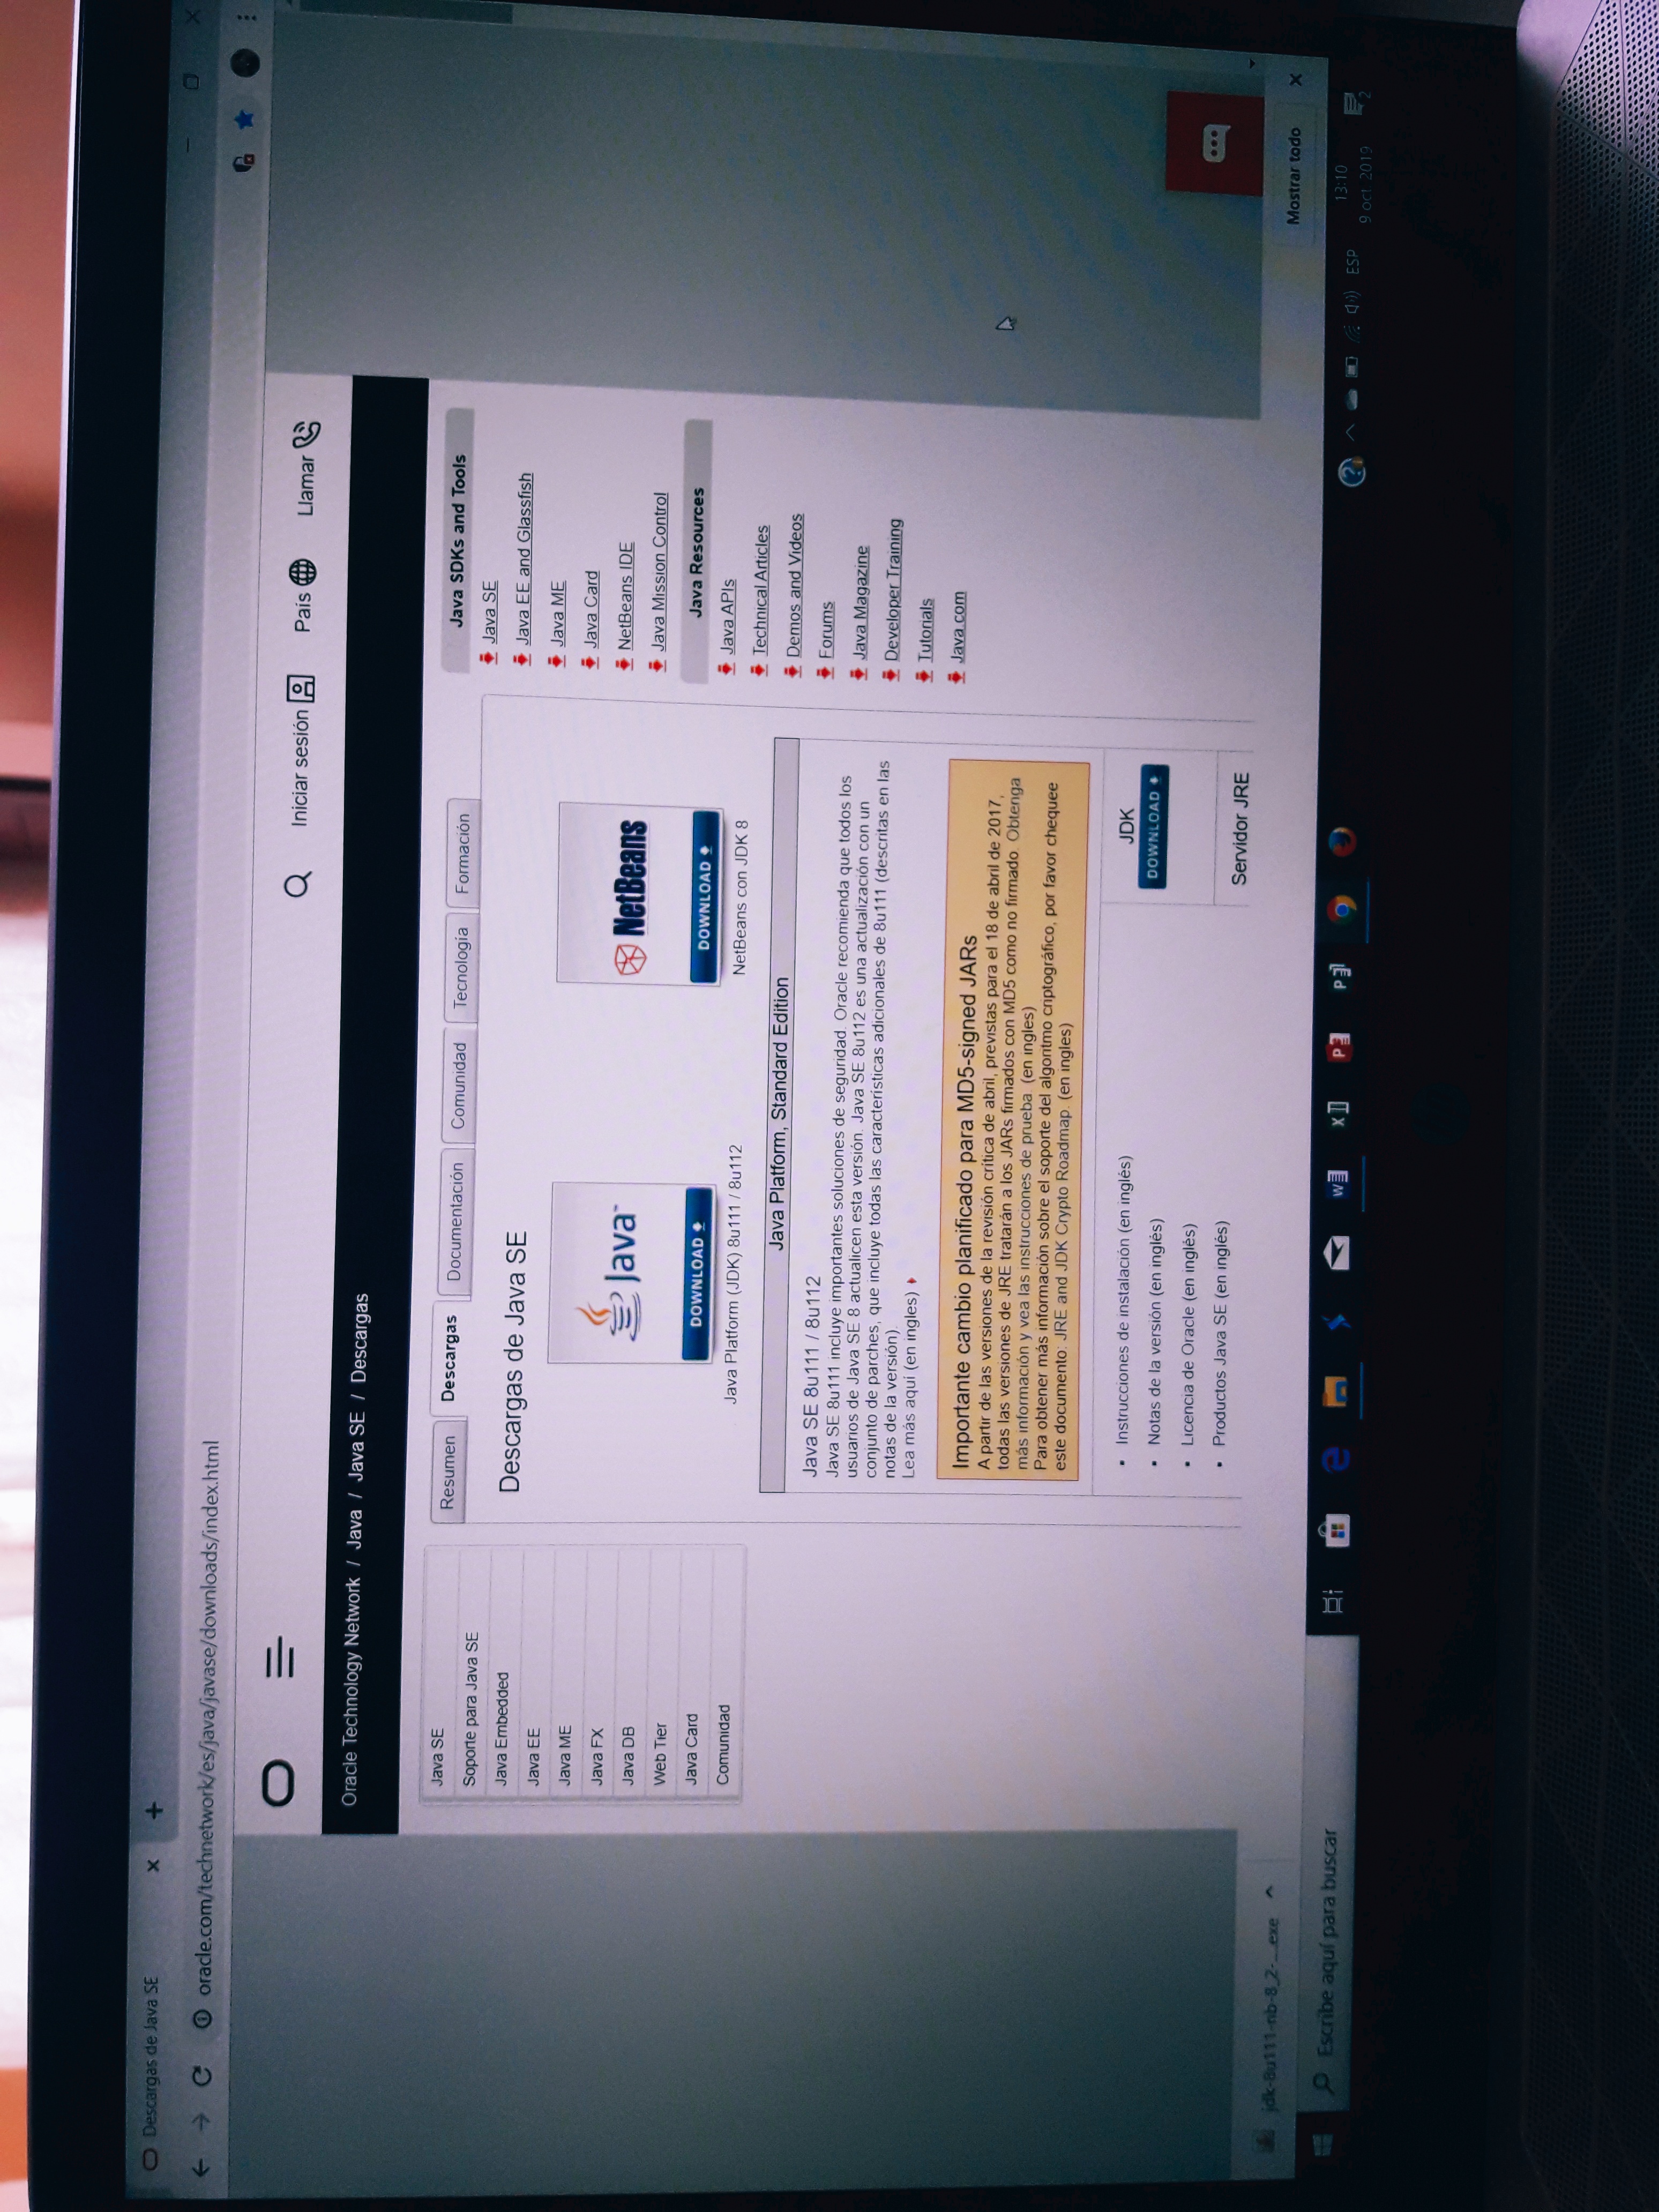 Descargas de Java SE
oracle.com/technetwork/es/java/javase/downloads/index.html
Iniciar sesión
País
Llamar
Oracle Technology Network / Java / Java SE / Descargas
Java SE
Soporte para Java SE
Java Embedded
Java EE
Java ME
Java FX
Java DB
Web Tier
Java Card
Comunidad
Resumen
Descargas
Documentación
Comunidad
Tecnología
Formación
Descargas de Java SE
Java™
DOWNLOAD
Java Platform (JDK) 8u111 / 8u112
NetBeans
DOWNLOAD
NetBeans con JDK 8
Java Platform, Standard Edition
Java SE 8u111 / 8u112
Java SE 8u111 incluye importantes soluciones de seguridad. Oracle recomienda que todos los
usuarios de Java SE 8 actualicen esta versión. Java SE 8u112 es una actualización con un
conjunto de parches, que incluye todas las características adicionales de 8u111 (descritas en las
notas de la versión).
Lea más aquí (en ingles)
Importante cambio planificado para MD5-signed JARs
A partir de las versiones de la revisión crítica de abril, previstas para el 18 de abril de 2017,
todas las versiones de JRE tratarán a los JARs firmados con MD5 como no firmado. Obtenga
más información y vea las instrucciones de prueba. (en ingles)
Para obtener más información sobre el soporte del algoritmo criptográfico, por favor chequee
este documento: JRE and JDK Crypto Roadmap. (en ingles)
Instrucciones de instalación (en inglés)
Notas de la versión (en inglés)
Licencia de Oracle (en inglés)
Productos Java SE (en inglés)
JDK
DOWNLOAD
Servidor JRE
Java SDKs and Tools
Java SE
Java EE and Glassfish
Java ME
Java Card
NetBeans IDE
Java Mission Control
Java Resources
Java APIs
Technical Articles
Demos and Videos
Forums
Java Magazine
Developer Training
Tutorials
Java.com
jdk-8u111-nb-8_2-....exe
Mostrar todo
Escribe aquí para buscar
ESP
13:10
9 oct. 2019
2